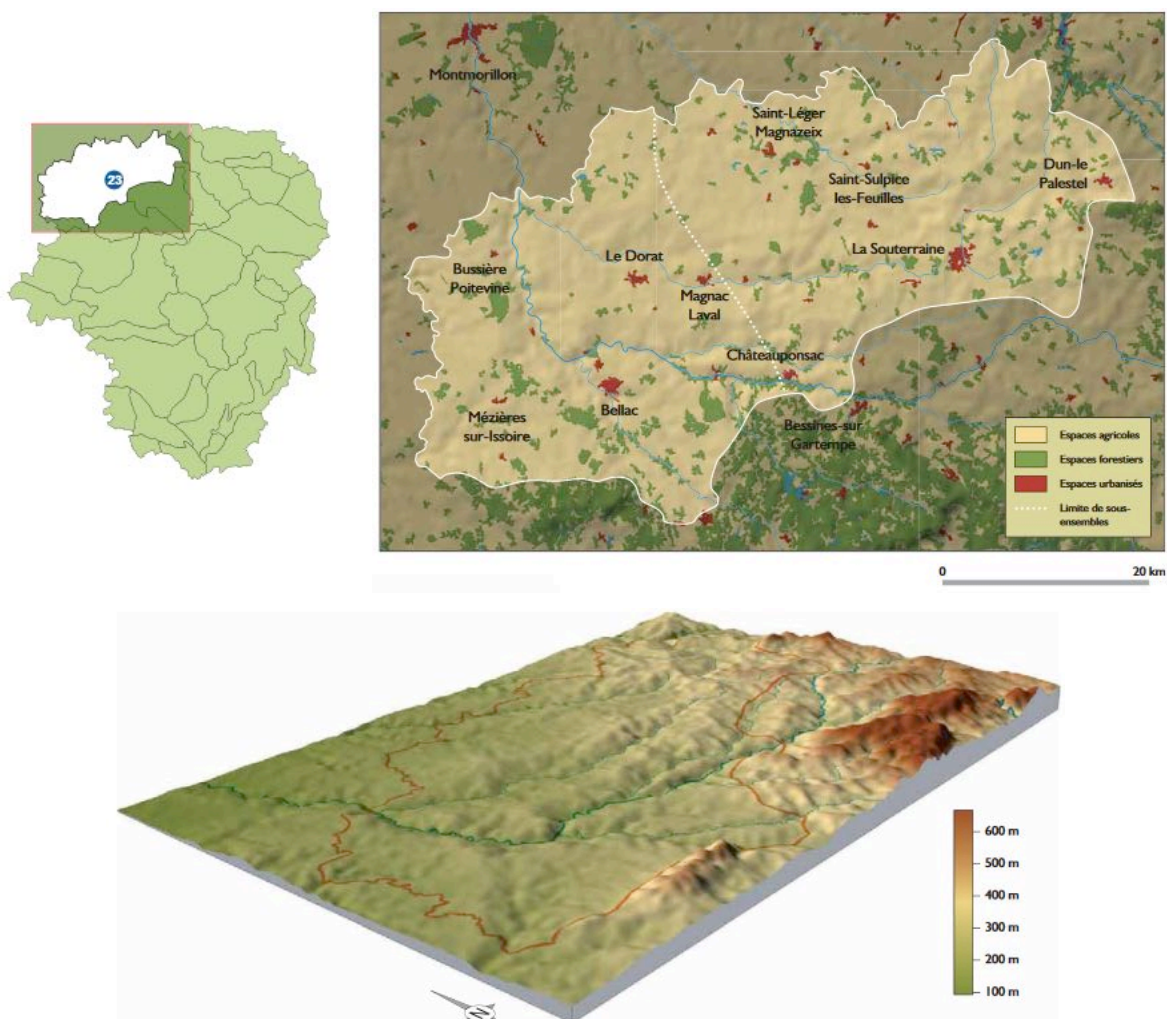 23
Montmorillon
Saint-Léger
Magnazeix
Dun-le
Palestel
Saint-Sulpice
les-Feuilles
La Souterraine
Le Dorat
Bussière
Poitevine
Magnac
Laval
Châteauponsac
Bellac
Mézières
sur-Issoire
Bessines-sur
Gartempe
Espaces agricoles
Espaces forestiers
Espaces urbanisés
Limite de sous-
ensembles
0
20 km
600 m
500 m
400 m
300 m
200 m
100 m
N